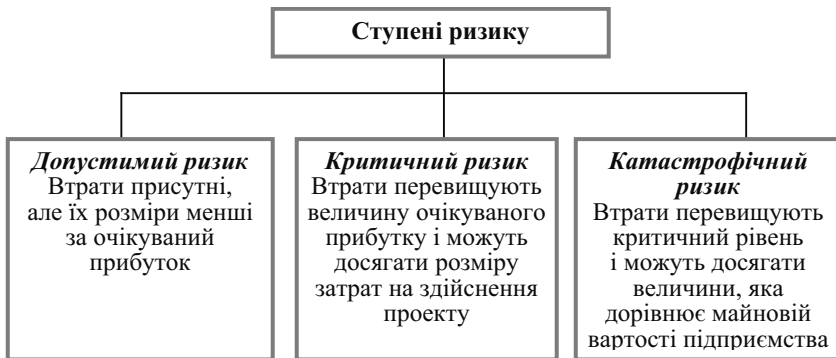 Ступені ризику
Допустимий ризик
Втрати присутні,
але їх розміри менші
за очікуваний
прибуток
Критичний ризик
Втрати перевищують
величину очікуваного
прибутку і можуть
досягати розміру
затрат на здійснення
проекту
Катастрофічний
ризик
Втрати перевищують
критичний рівень
і можуть досягати
величини, яка
дорівнює майновій
вартості підприємства